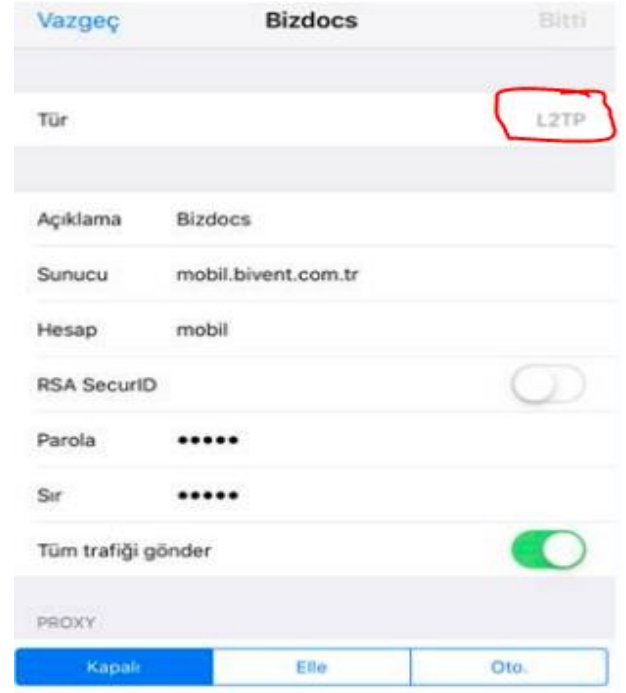 Vazgeç Bizdocs Bitti
Tür L2TP
Açıklama Bizdocs
Sunucu mobil.bivent.com.tr
Hesap mobil
RSA SecurID
Parola •••••
Sır •••••
Tüm trafiği gönder
PROXY
Kapalı Elle Oto.